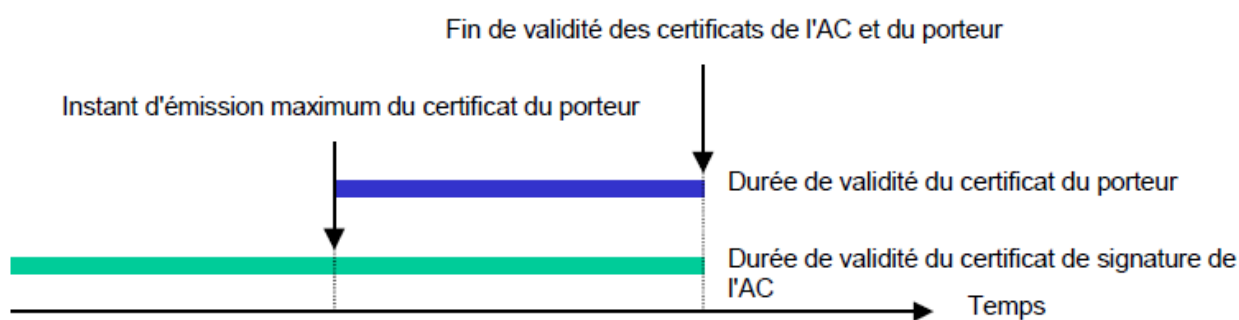 Fin de validité des certificats de l'AC et du porteur
Instant d'émission maximum du certificat du porteur
Durée de validité du certificat du porteur
Durée de validité du certificat de signature de
l'AC
Temps